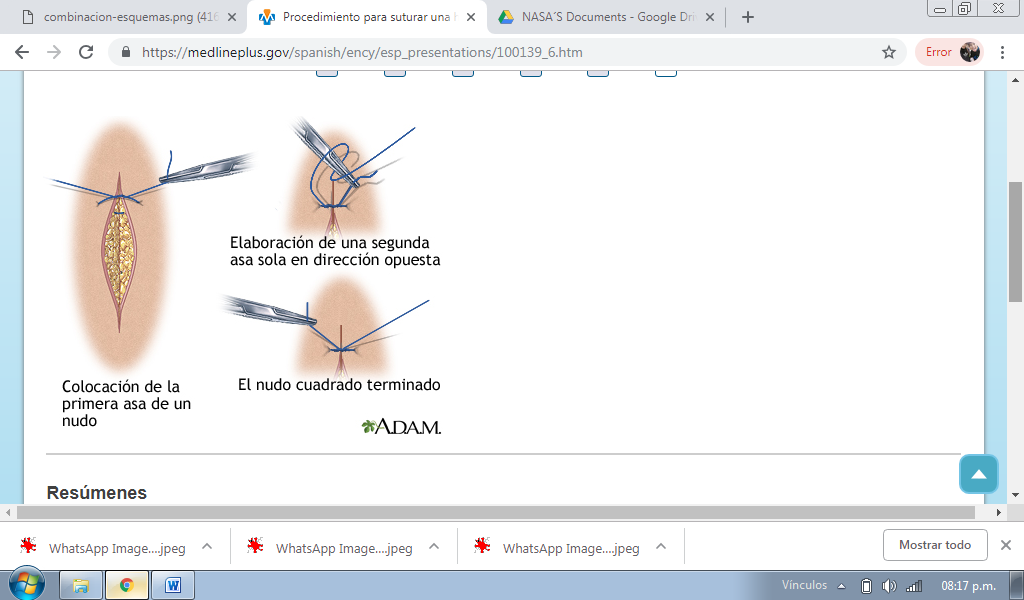 combinacion-esquemas.png (416
Procedimiento para suturar una h
NASA´S Documents - Google Dri
https://medlineplus.gov/spanish/ency/esp_presentations/100139_6.htm
Error
Elaboración de una segunda
asa sola en dirección opuesta
Colocación de la
primera asa de un
nudo
El nudo cuadrado terminado
A.D.A.M.
Resúmenes
WhatsApp Image....jpeg
WhatsApp Image....jpeg
WhatsApp Image....jpeg
Mostrar todo
Vínculos
08:17 p.m.